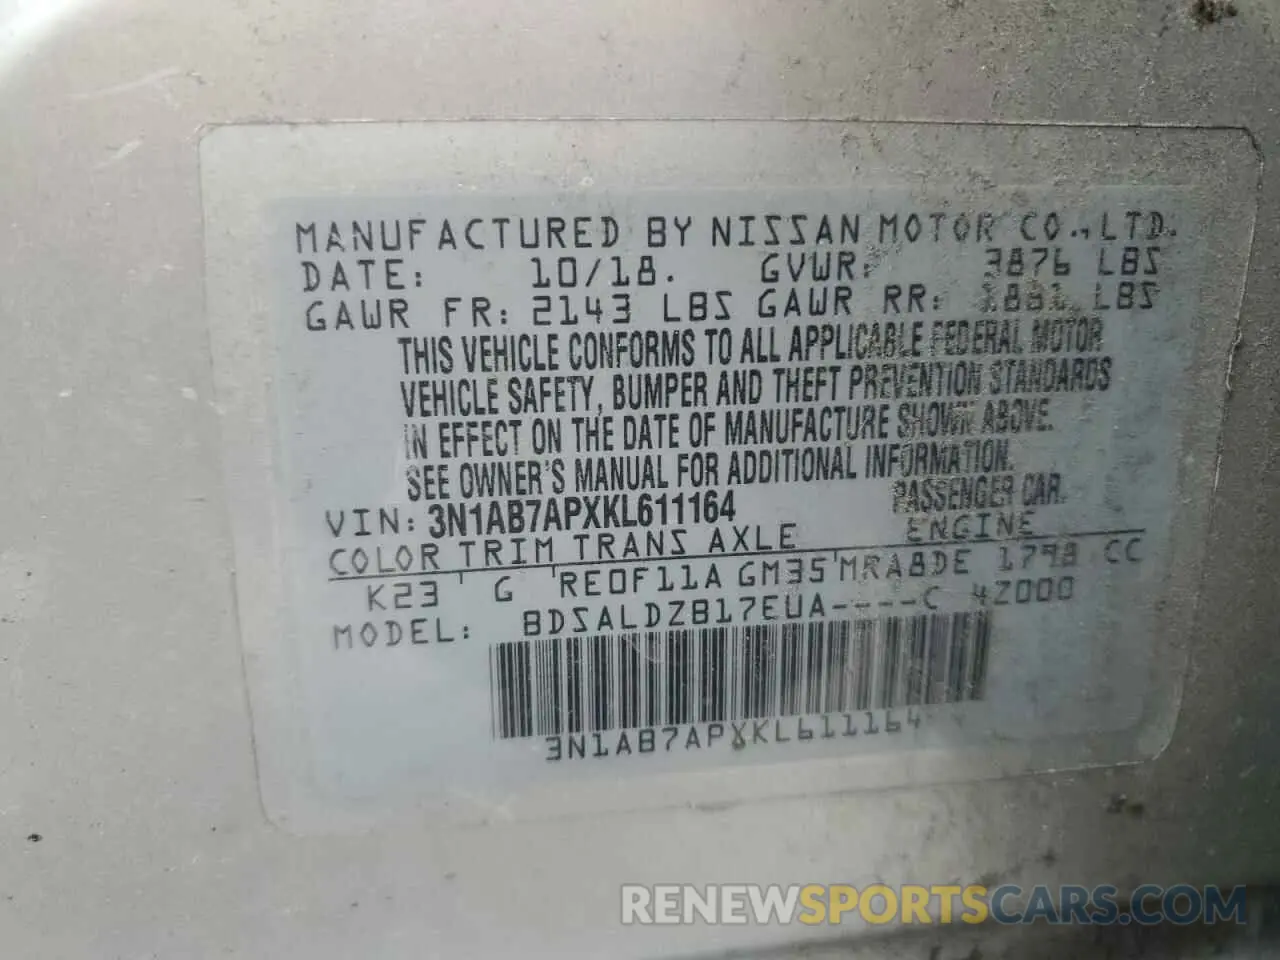 MANUFACTURED BY NISSAN MOTOR CO., LTD.
DATE: 10/18. GVWR: 3876 LBS
GAWR FR: 2143 LBS GAWR RR: 1881 LBS
THIS VEHICLE CONFORMS TO ALL APPLICABLE FEDERAL MOTOR
VEHICLE SAFETY, BUMPER AND THEFT PREVENTION STANDARDS
IN EFFECT ON THE DATE OF MANUFACTURE SHOWN ABOVE.
SEE OWNER'S MANUAL FOR ADDITIONAL INFORMATION.
VIN: 3N1AB7APXKL611164 PASSENGER CAR.
COLOR TRIM TRANS AXLE ENGINE
K23 G RE0F11A GM35 MRA8DE 1798 CC
MODEL: BDSALDZB17EUA----C 4Z000
3N1AB7APXKL611164
RENEWSPORTSCARS.COM